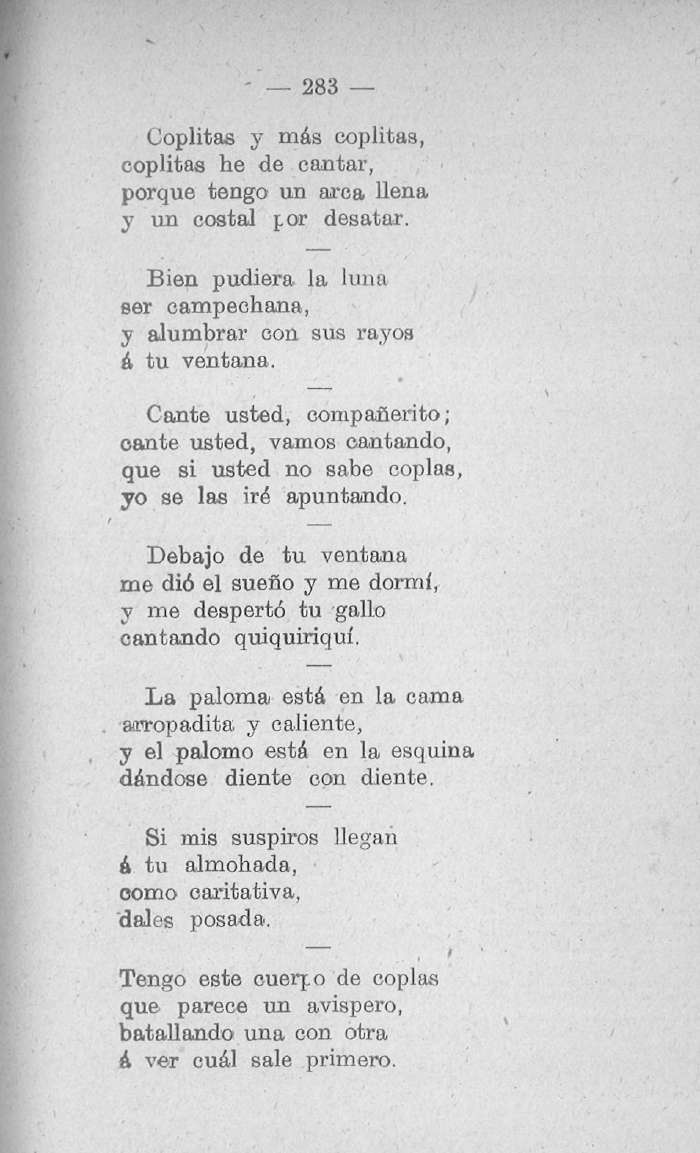 — 283 —
Coplitas y más coplitas,
coplitas he de cantar,
porque tengo un arca llena
y un costal por desatar.
Bien pudiera la luna
ser campechana,
y alumbrar con sus rayos
á tu ventana.
Cante usted, compañerito;
cante usted, vamos cantando,
que si usted no sabe coplas,
yo se las iré apuntando.
Debajo de tu ventana
me dió el sueño y me dormí,
y me despertó tu gallo
cantando quiquiriquí.
La paloma está en la cama
arropadita y caliente,
y el palomo está en la esquina
dándose diente con diente.
Si mis suspiros llegan
á tu almohada,
como caritativa,
dales posada.
Tengo este cuerpo de coplas
que parece un avispero,
batallando una con otra
á ver cuál sale primero.